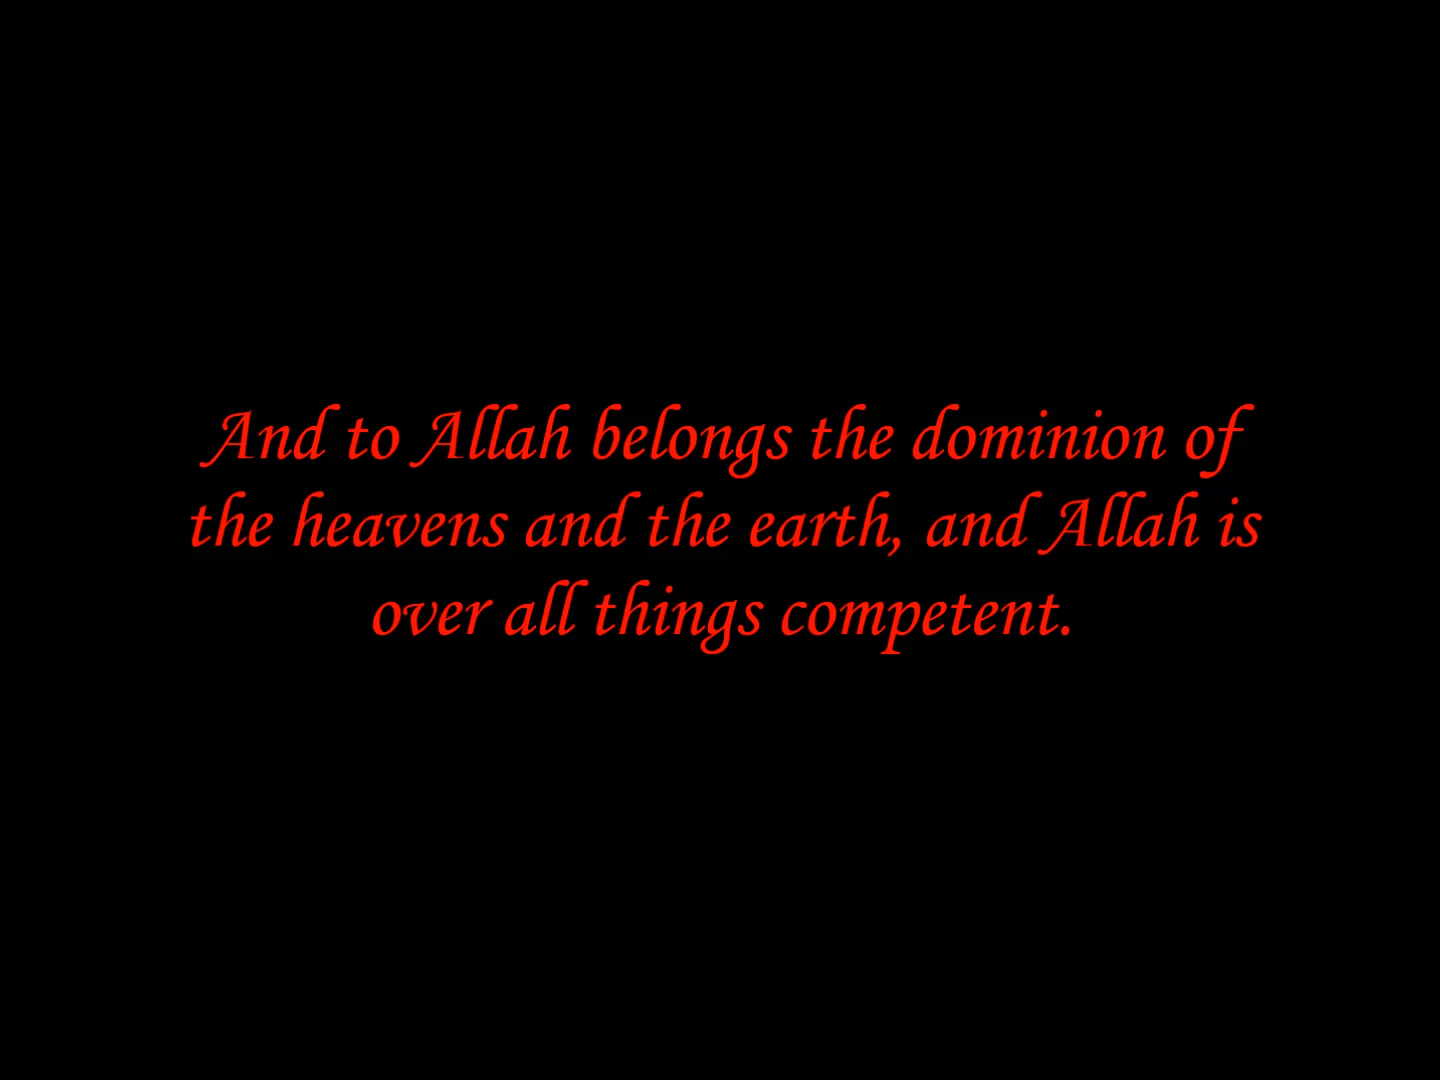 And to Allah belongs the dominion of
the heavens and the earth, and Allah is
over all things competent.